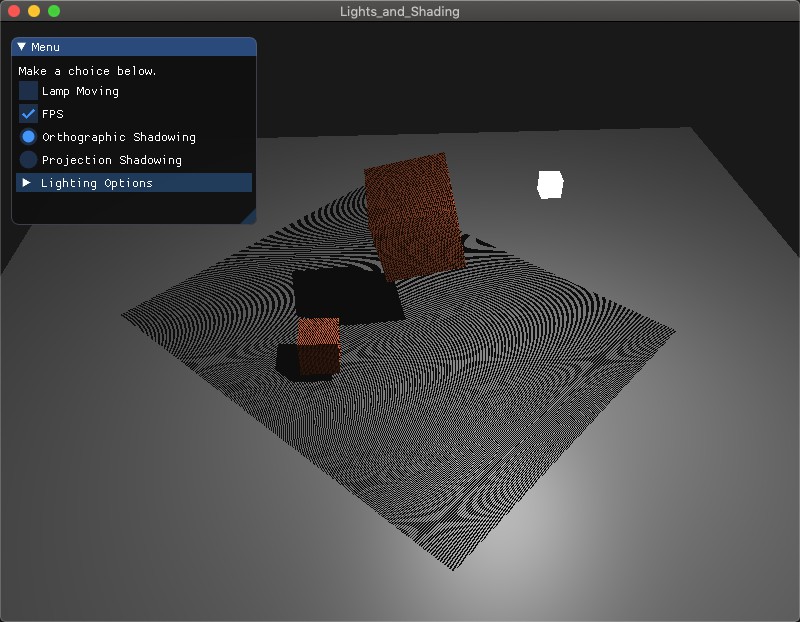 Lights_and_Shading
Menu
Make a choice below.
Lamp Moving
FPS
Orthographic Shadowing
Projection Shadowing
Lighting Options